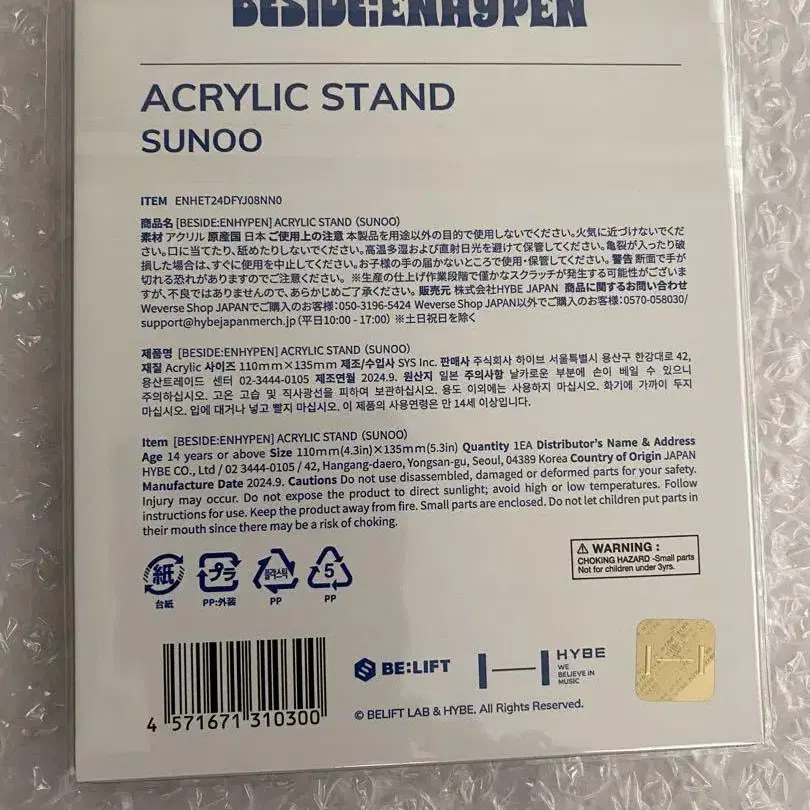 BESIDE:ENHYPEN
ACRYLIC STAND
SUNOO
ITEM ENHET24DFYJ08NN0
商品名 [BESIDE:ENHYPEN] ACRYLIC STAND (SUNOO)
素材 アクリル 原産国 日本 ご使用上の注意 本製品を用途以外の目的で使用しないでください。火気に近づけないでくだ
さい。口に当てたり、舐めたりしないでください。高温多湿および直射日光を避けて保管してください。亀裂が入ったり破
損した場合は、すぐに使用を中止してください。お子様の手の届かないところで使用・保管してください。警告 断面で手が
切れる恐れがありますのでご注意ください。 ※生産の仕上げ作業段階で僅かなスクラッチが発生する可能性がございま
すが、不良ではありませんので、あらかじめご了承ください。販売元 株式会社HYBE JAPAN 商品に関するお問い合わせ
Weverse Shop JAPANでご購入のお客様:050-3196-5424 Weverse Shop JAPAN以外でご購入のお客様:0570-058030/
support@hybejapanmerch.jp (平日10:00 - 17:00) ※土日祝日を除く
제품명 [BESIDE:ENHYPEN] ACRYLIC STAND (SUNOO)
재질 Acrylic 사이즈 110mm×135mm 제조/수입사 SYS Inc. 판매사 주식회사 하이브 서울특별시 용산구 한강대로 42,
용산트레이드 센터 02-3444-0105 제조연월 2024.9. 원산지 일본 주의사항 날카로운 부분에 손이 베일 수 있으니
주의하십시오. 고온 고습 및 직사광선을 피하여 보관하십시오. 용도 이외에는 사용하지 마십시오. 화기에 가까이 두지
마십시오. 입에 대거나 넣고 빨지 마십시오. 이 제품의 사용연령은 만 14세 이상입니다.
Item [BESIDE:ENHYPEN] ACRYLIC STAND (SUNOO)
Age 14 years or above Size 110mm(4.3in)×135mm(5.3in) Quantity 1EA Distributor's Name & Address
HYBE CO., Ltd / 02 3444-0105 / 42, Hangang-daero, Yongsan-gu, Seoul, 04389 Korea Country of Origin JAPAN
Manufacture Date 2024.9. Cautions Do not use disassembled, damaged or deformed parts for your safety.
Injury may occur. Do not expose the product to direct sunlight; avoid high or low temperatures. Follow
instructions for use. Keep the product away from fire. Small parts are enclosed. Do not let children put parts in
their mouth since there may be a risk of choking.
WARNING :
CHOKING HAZARD -Small parts
Not for children under 3yrs.
紙 プラ 플라스틱 5
台紙 PP:外装 PP PP
4 571671 310300
BE:LIFT
HYBE
WE
BELIEVE IN
MUSIC
© BELIFT LAB & HYBE. All Rights Reserved.